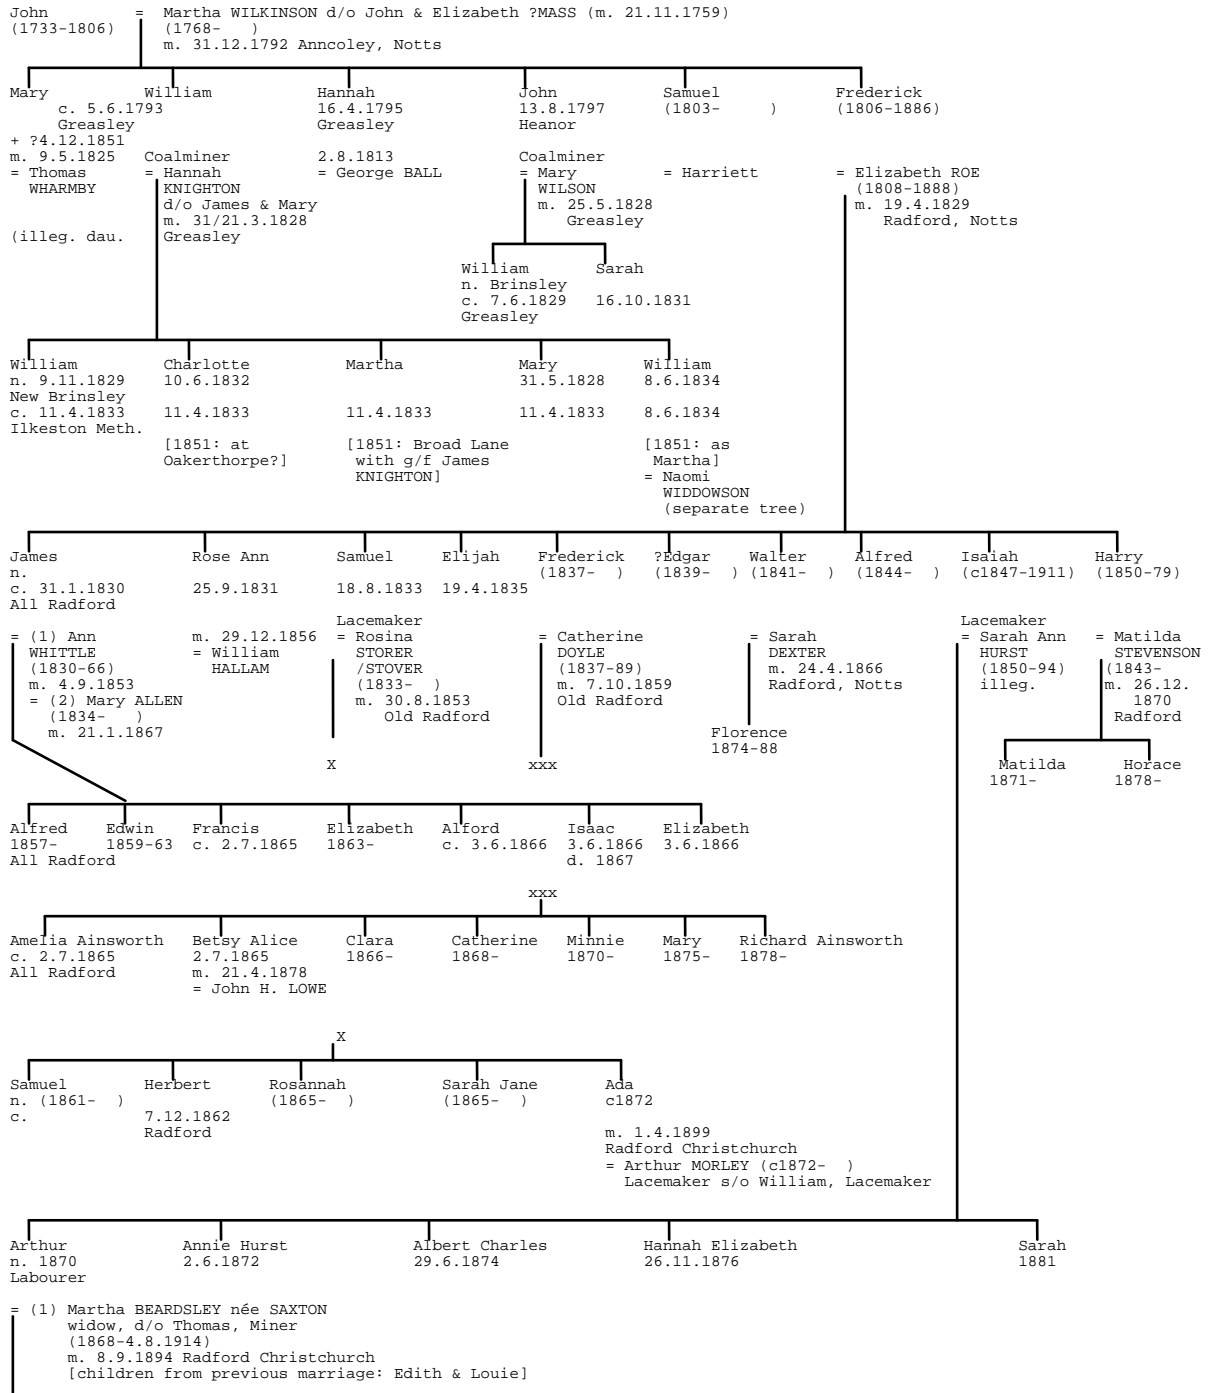 John = Martha WILKINSON d/o John & Elizabeth ?MASS (m. 21.11.1759)
(1733-1806) (1768- )
m. 31.12.1792 Anncoley, Notts
Mary William Hannah John Samuel Frederick
c. 5.6.1793 16.4.1795 13.8.1797 (1803- ) (1806-1886)
Greasley Greasley Heanor
+ ?4.12.1851
m. 9.5.1825 Coalminer 2.8.1813 Coalminer
= Thomas = Hannah = George BALL = Mary = Harriett = Elizabeth ROE
WHARMBY KNIGHTON WILSON (1808-1888)
d/o James & Mary m. 25.5.1828 m. 19.4.1829
m. 31/21.3.1828 Greasley Radford, Notts
(illeg. dau. Greasley
William Sarah
n. Brinsley
c. 7.6.1829 16.10.1831
Greasley
William Charlotte Martha Mary William
n. 9.11.1829 10.6.1832 31.5.1828 8.6.1834
New Brinsley
c. 11.4.1833 11.4.1833 11.4.1833 11.4.1833 8.6.1834
Ilkeston Meth.
[1851: at [1851: Broad Lane [1851: as
Oakerthorpe?] with g/f James Martha]
KNIGHTON] = Naomi
WIDDOWSON
(separate tree)
James Rose Ann Samuel Elijah Frederick ?Edgar Walter Alfred Isaiah Harry
n. (1837- ) (1839- ) (1841- ) (1844- ) (c1847-1911) (1850-79)
c. 31.1.1830 25.9.1831 18.8.1833 19.4.1835
All Radford
Lacemaker Lacemaker
= (1) Ann m. 29.12.1856 = Rosina = Catherine = Sarah = Sarah Ann = Matilda
WHITTLE = William STORER DOYLE DEXTER HURST STEVENSON
(1830-66) HALLAM /STOVER (1837-89) m. 24.4.1866 (1850-94) (1843-
m. 4.9.1853 (1833- ) m. 7.10.1859 Radford, Notts illeg. m. 26.12.
= (2) Mary ALLEN m. 30.8.1853 Old Radford 1870
(1834- ) Old Radford Radford
m. 21.1.1867 Florence
1874-88
X xxx Matilda Horace
1871- 1878-
Alfred Edwin Francis Elizabeth Alford Isaac Elizabeth
1857- 1859-63 c. 2.7.1865 1863- c. 3.6.1866 3.6.1866 3.6.1866
All Radford d. 1867
xxx
Amelia Ainsworth Betsy Alice Clara Catherine Minnie Mary Richard Ainsworth
c. 2.7.1865 2.7.1865 1866- 1868- 1870- 1875- 1878-
All Radford m. 21.4.1878
= John H. LOWE
X
Samuel Herbert Rosannah Sarah Jane Ada
n. (1861- ) (1865- ) (1865- ) c1872
c. 7.12.1862
Radford m. 1.4.1899
Radford Christchurch
= Arthur MORLEY (c1872- )
Lacemaker s/o William, Lacemaker
Arthur Annie Hurst Albert Charles Hannah Elizabeth Sarah
n. 1870 2.6.1872 29.6.1874 26.11.1876 1881
Labourer
= (1) Martha BEARDSLEY née SAXTON
widow, d/o Thomas, Miner
(1868-4.8.1914)
m. 8.9.1894 Radford Christchurch
[children from previous marriage: Edith & Louie]